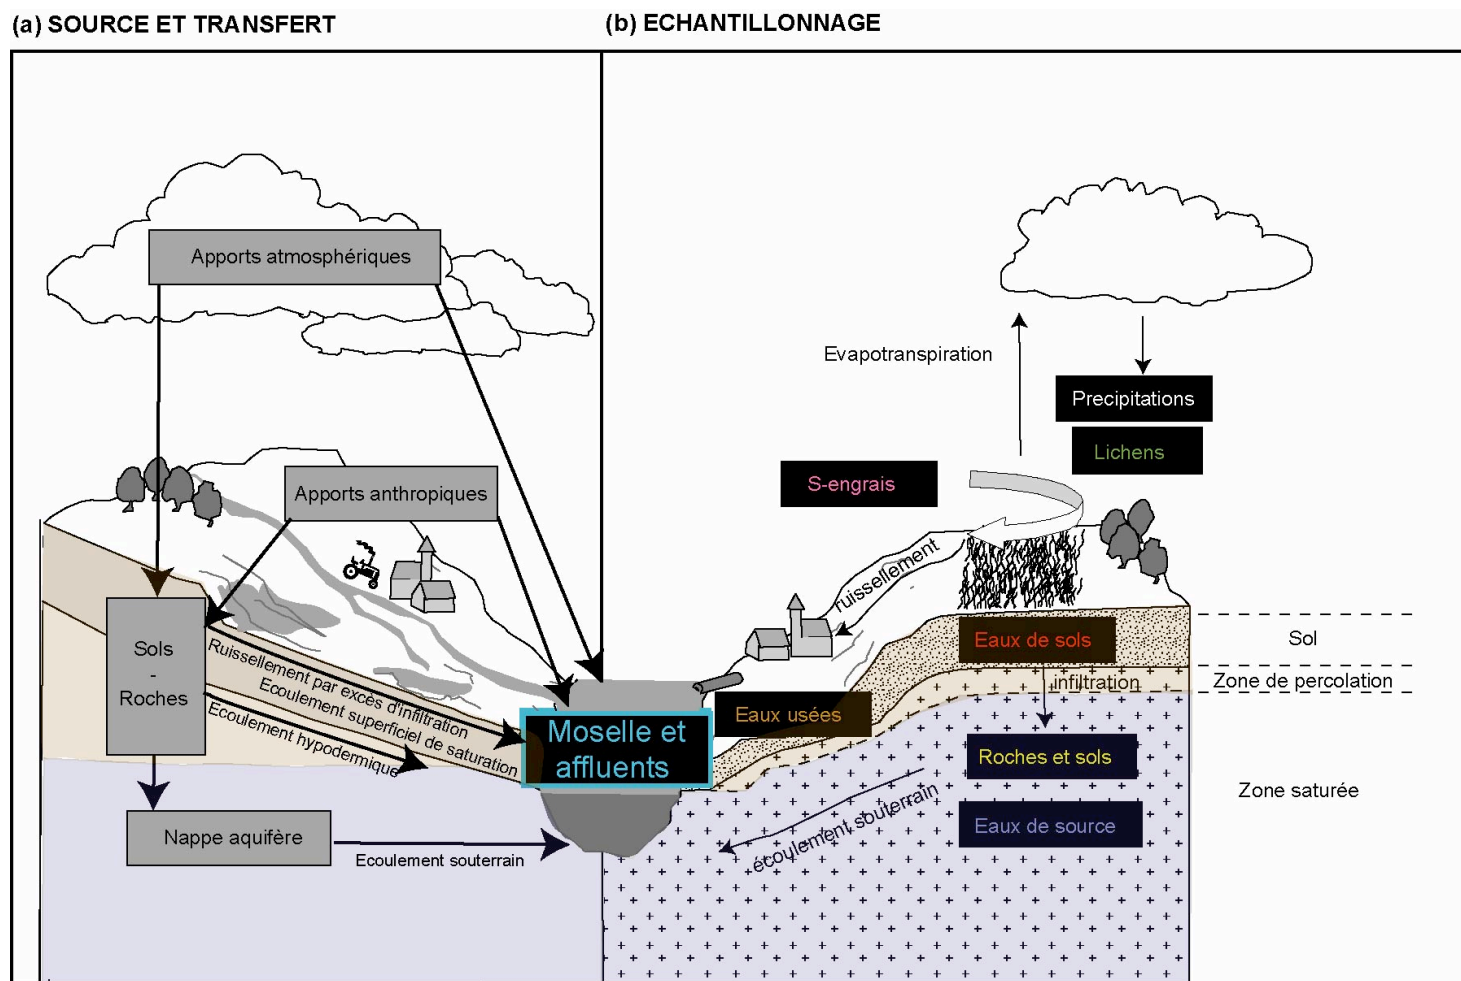 (a) SOURCE ET TRANSFERT
(b) ECHANTILLONNAGE
Apports atmosphériques
Apports anthropiques
Sols
-
Roches
Ruissellement par excès d'infiltration
Ecoulement superficiel de saturation
Ecoulement hypodermique
Nappe aquifère
Ecoulement souterrain
Moselle et
affluents
Evapotranspiration
Precipitations
Lichens
S-engrais
ruissellement
Eaux de sols
Eaux usées
infiltration
Roches et sols
Eaux de source
écoulement souterrain
Sol
Zone de percolation
Zone saturée